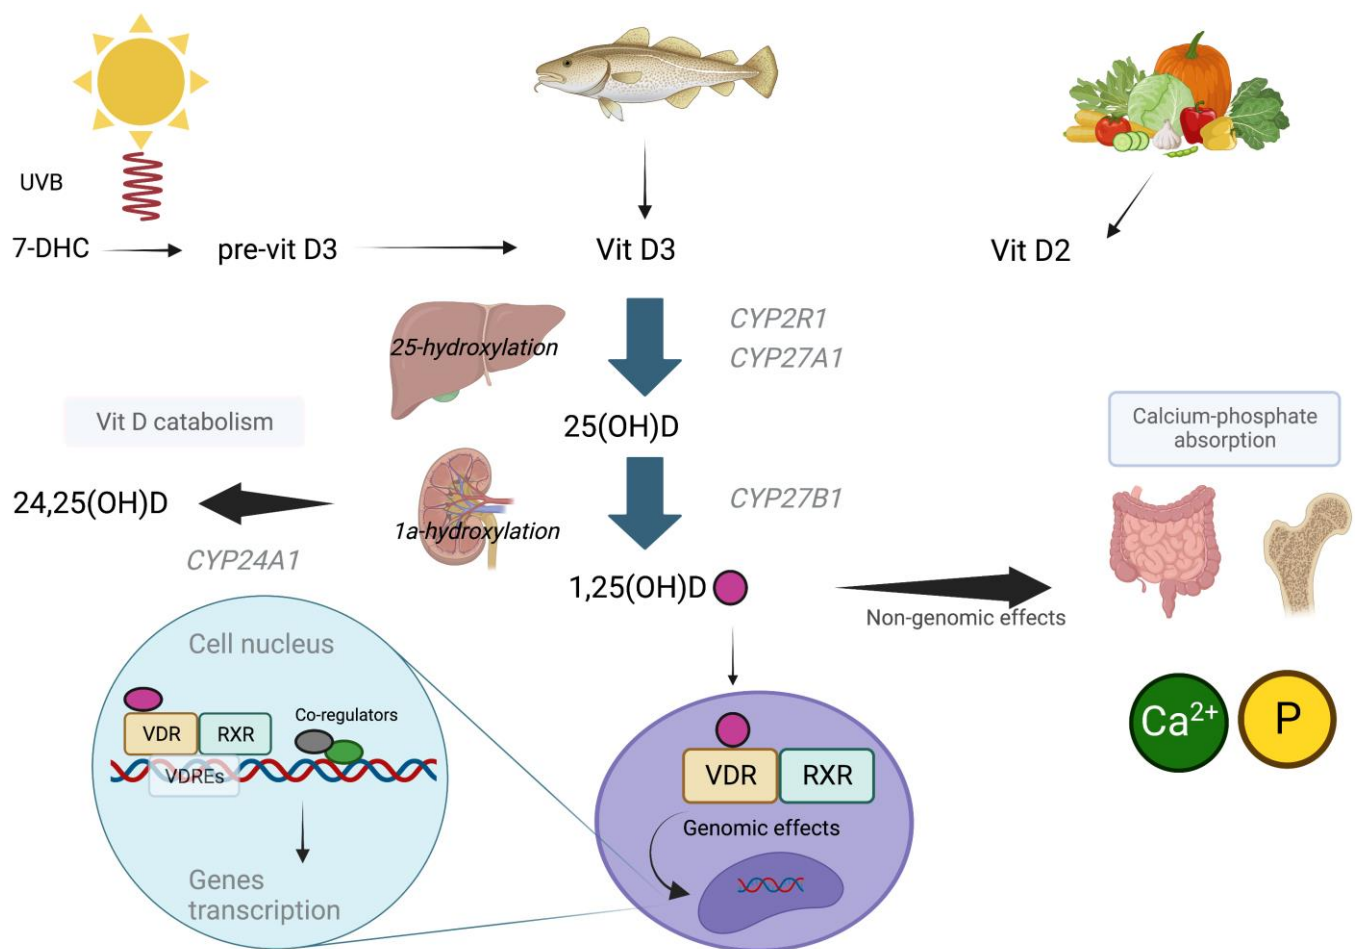 UVB
7-DHC
pre-vit D3
Vit D3
Vit D2
25-hydroxylation
CYP2R1
CYP27A1
Vit D catabolism
25(OH)D
Calcium-phosphate
absorption
24,25(OH)D
1a-hydroxylation
CYP27B1
CYP24A1
1,25(OH)D
Non-genomic effects
Cell nucleus
VDR
RXR
Co-regulators
VDREs
Genes
transcription
VDR
RXR
Genomic effects
Ca²⁺
P